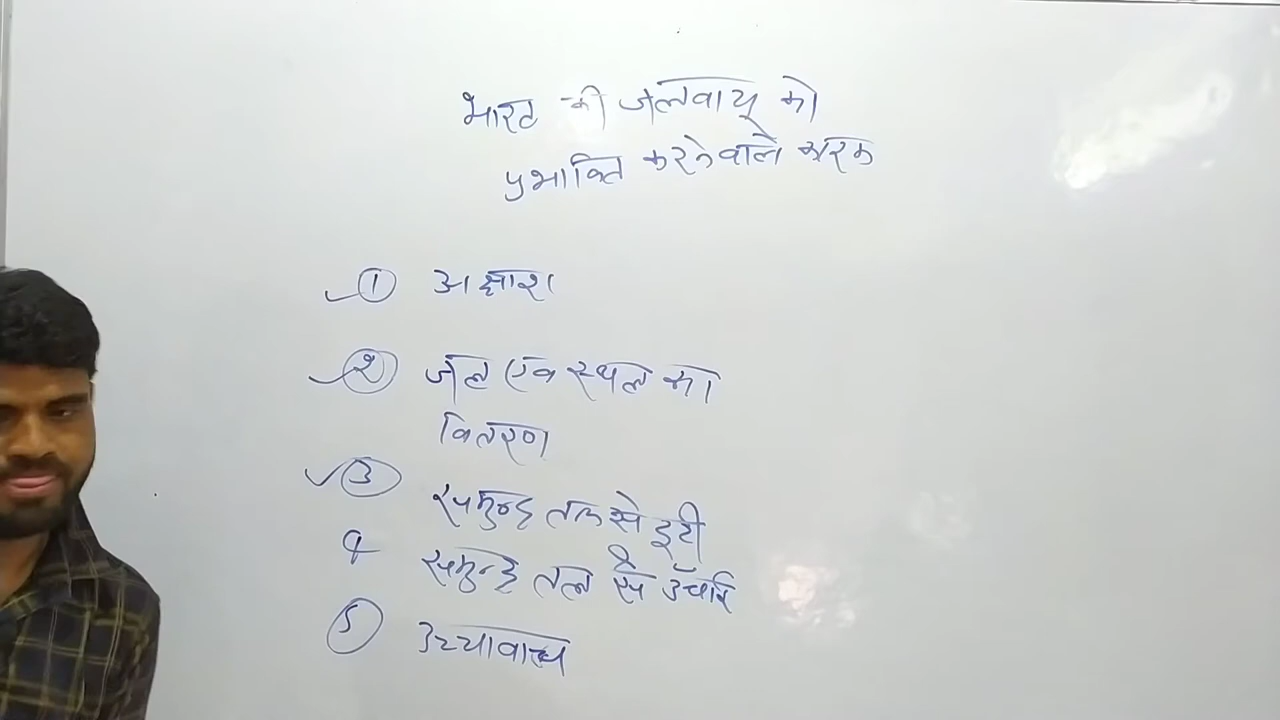 भारत की जलवायु को
प्रभावित करने वाले कारक
① अक्षांश
② जल एवं स्थल का
वितरण
③ समुन्द्र तल से दूरी
4 समुन्द्र तल से ऊँचाई
⑤ उच्चावच